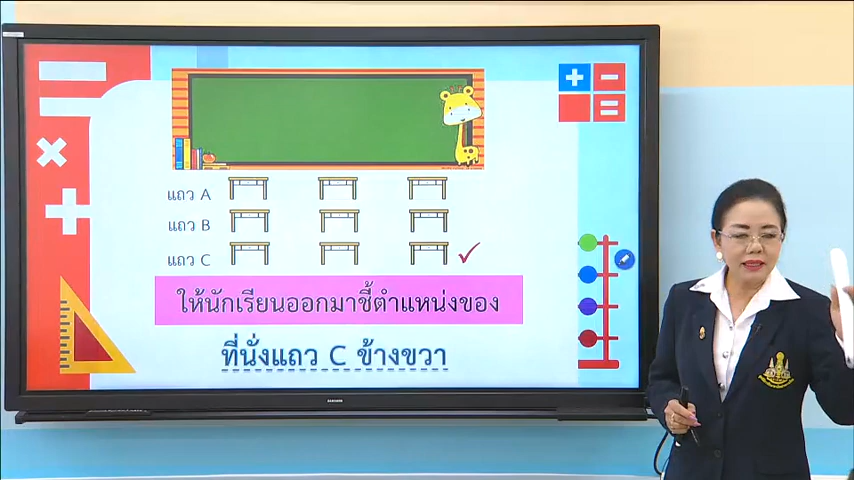 แถว A
แถว B
แถว C
ให้นักเรียนออกมาชี้ตำแหน่งของ
ที่นั่งแถว C ข้างขวา
SAMSUNG